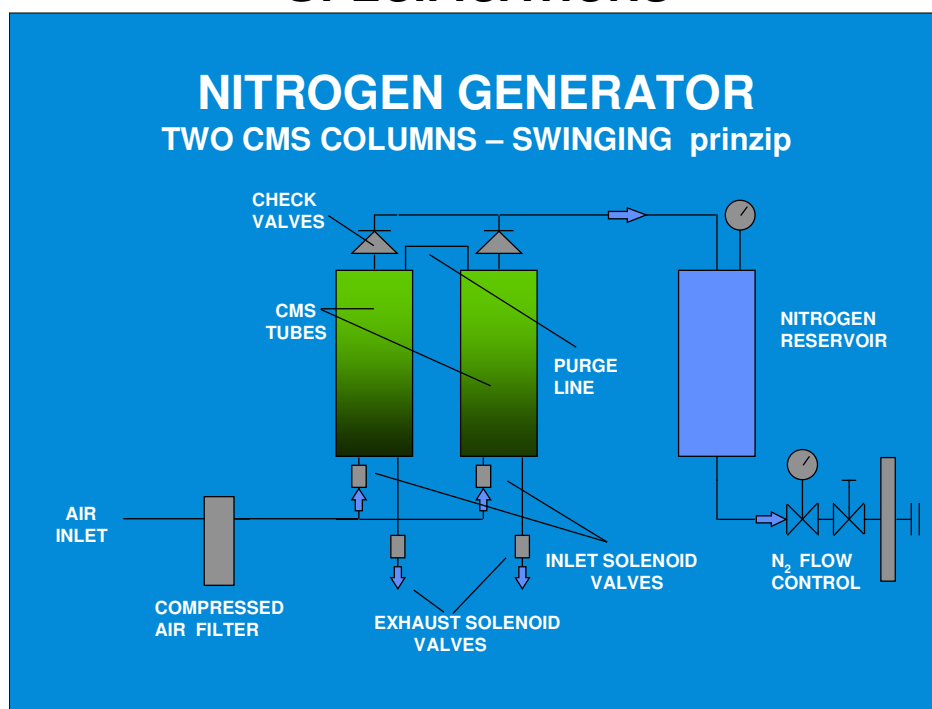 SPECIFICATIONS
NITROGEN GENERATOR
TWO CMS COLUMNS – SWINGING prinzip
CHECK
VALVES
CMS
TUBES
PURGE
LINE
NITROGEN
RESERVOIR
AIR
INLET
COMPRESSED
AIR FILTER
EXHAUST SOLENOID
VALVES
INLET SOLENOID
VALVES
N₂ FLOW
CONTROL